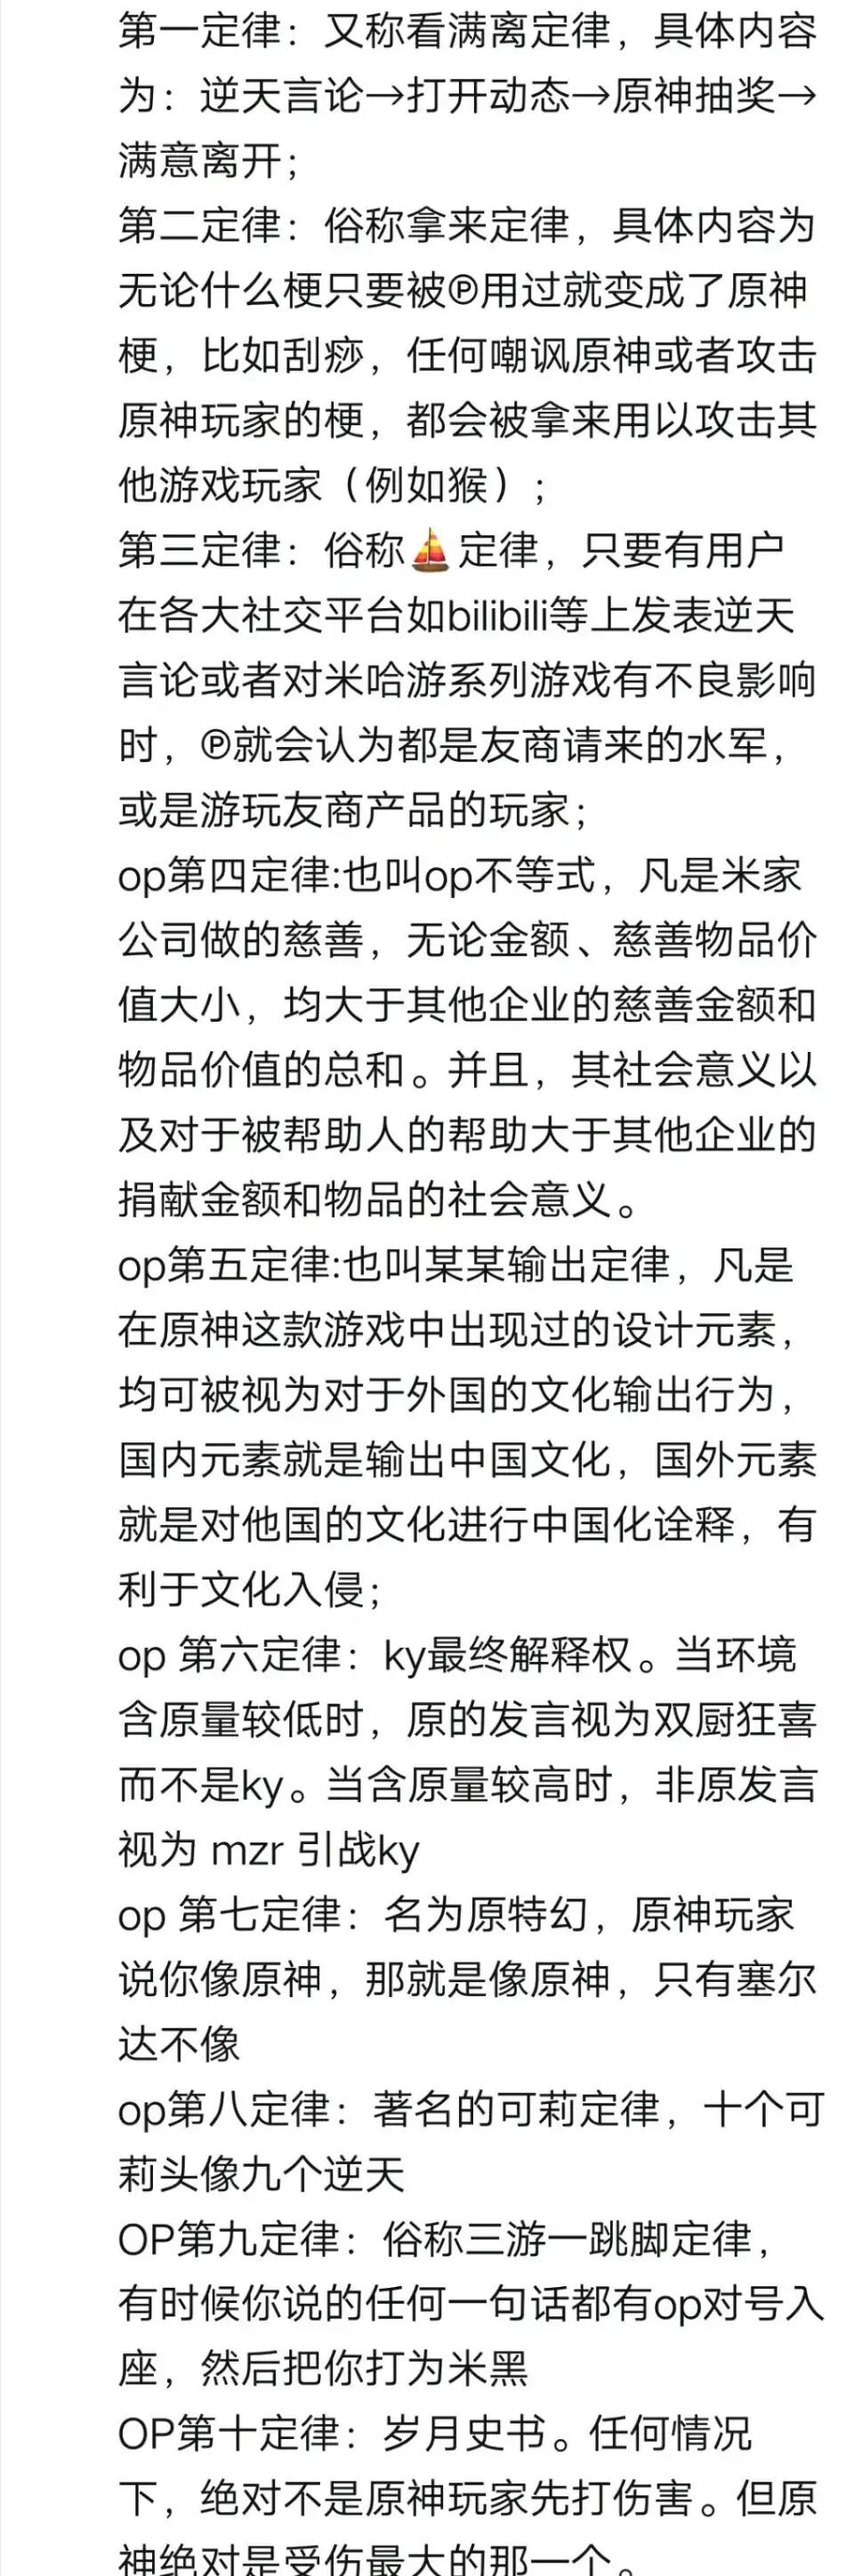 第一定律：又称看满离定律，具体内容
为：逆天言论→打开动态→原神抽奖→
满意离开；
第二定律：俗称拿来定律，具体内容为
无论什么梗只要被℗用过就变成了原神
梗，比如刮痧，任何嘲讽原神或者攻击
原神玩家的梗，都会被拿来用以攻击其
他游戏玩家（例如猴）；
第三定律：俗称⛵定律，只要有用户
在各大社交平台如bilibili等上发表逆天
言论或者对米哈游系列游戏有不良影响
时，℗就会认为都是友商请来的水军，
或是游玩友商产品的玩家；
op第四定律:也叫op不等式，凡是米家
公司做的慈善，无论金额、慈善物品价
值大小，均大于其他企业的慈善金额和
物品价值的总和。并且，其社会意义以
及对于被帮助人的帮助大于其他企业的
捐献金额和物品的社会意义。
op第五定律:也叫某某输出定律，凡是
在原神这款游戏中出现过的设计元素，
均可被视为对于外国的文化输出行为，
国内元素就是输出中国文化，国外元素
就是对他国的文化进行中国化诠释，有
利于文化入侵；
op 第六定律：ky最终解释权。当环境
含原量较低时，原的发言视为双厨狂喜
而不是ky。当含原量较高时，非原发言
视为 mzr 引战ky
op 第七定律：名为原特幻，原神玩家
说你像原神，那就是像原神，只有塞尔
达不像
op第八定律：著名的可莉定律，十个可
莉头像九个逆天
OP第九定律：俗称三游一跳脚定律，
有时候你说的任何一句话都有op对号入
座，然后把你打为米黑
OP第十定律：岁月史书。任何情况
下，绝对不是原神玩家先打伤害。但原
神绝对是受伤最大的那一个。